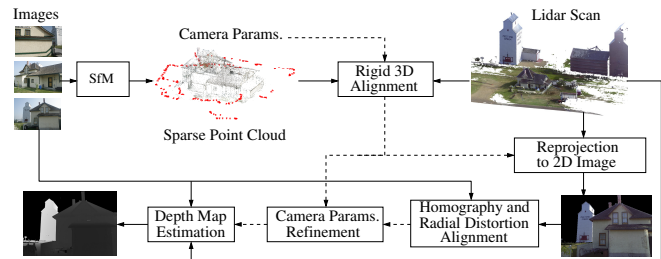 Images
Camera Params.
Lidar Scan
SfM
Rigid 3D
Alignment
Sparse Point Cloud
Reprojection
to 2D Image
Depth Map
Estimation
Camera Params.
Refinement
Homography and
Radial Distortion
Alignment